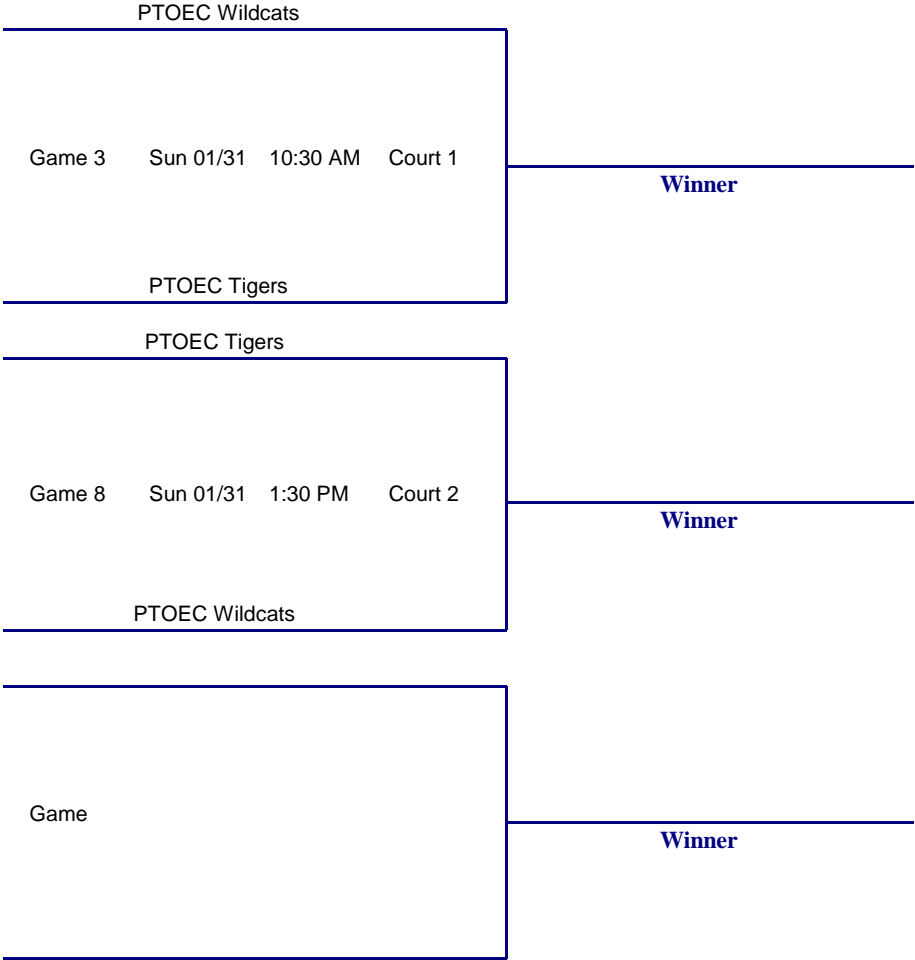 PTOEC Wildcats
Game 3 Sun 01/31 10:30 AM Court 1
Winner
PTOEC Tigers
PTOEC Tigers
Game 8 Sun 01/31 1:30 PM Court 2
Winner
PTOEC Wildcats
Game
Winner